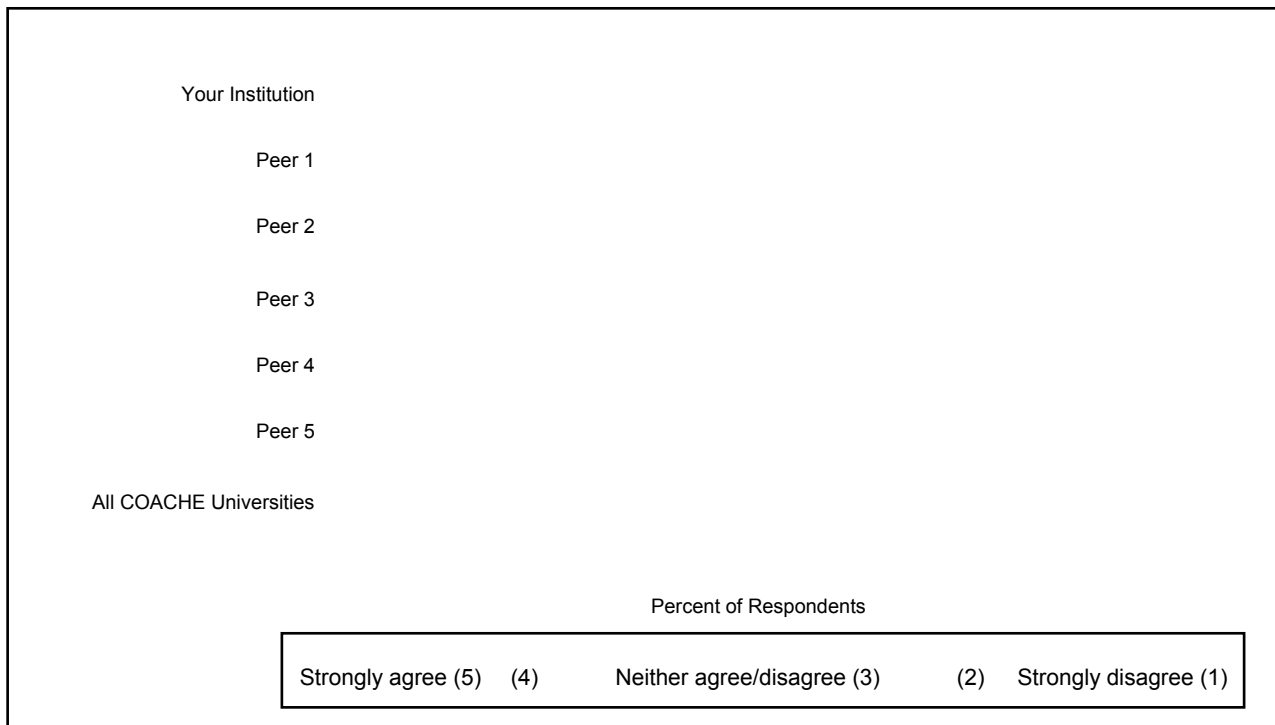 Your Institution
Peer 1
Peer 2
Peer 3
Peer 4
Peer 5
All COACHE Universities
Percent of Respondents
Strongly agree (5) (4) Neither agree/disagree (3) (2) Strongly disagree (1)